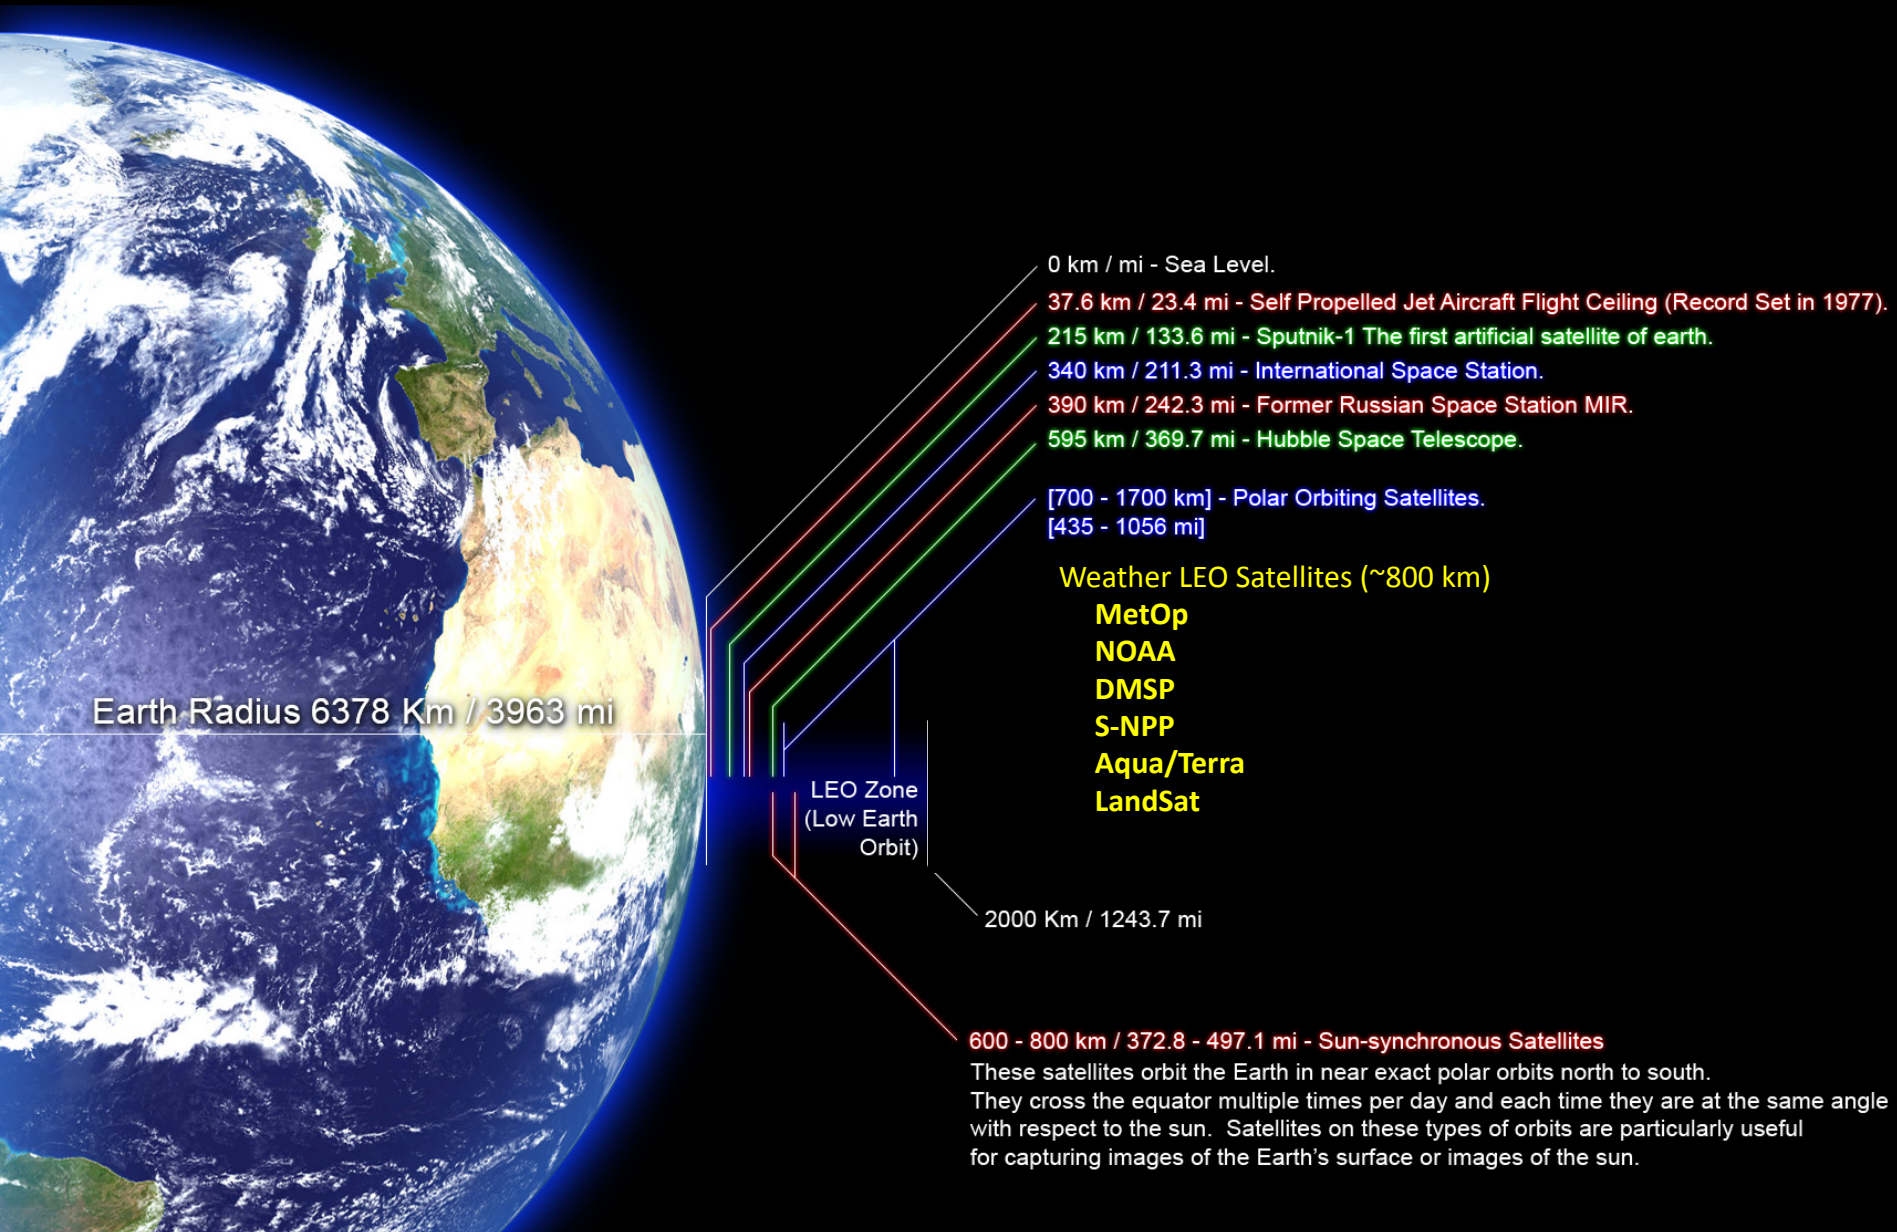 0 km / mi - Sea Level.
37.6 km / 23.4 mi - Self Propelled Jet Aircraft Flight Ceiling (Record Set in 1977).
215 km / 133.6 mi - Sputnik-1 The first artificial satellite of earth.
340 km / 211.3 mi - International Space Station.
390 km / 242.3 mi - Former Russian Space Station MIR.
595 km / 369.7 mi - Hubble Space Telescope.
[700 - 1700 km] - Polar Orbiting Satellites.
[435 - 1056 mi]
Weather LEO Satellites (~800 km)
MetOp
NOAA
DMSP
S-NPP
Aqua/Terra
LandSat
Earth Radius 6378 Km / 3963 mi
LEO Zone
(Low Earth
Orbit)
2000 Km / 1243.7 mi
600 - 800 km / 372.8 - 497.1 mi - Sun-synchronous Satellites
These satellites orbit the Earth in near exact polar orbits north to south.
They cross the equator multiple times per day and each time they are at the same angle
with respect to the sun.  Satellites on these types of orbits are particularly useful
for capturing images of the Earth's surface or images of the sun.